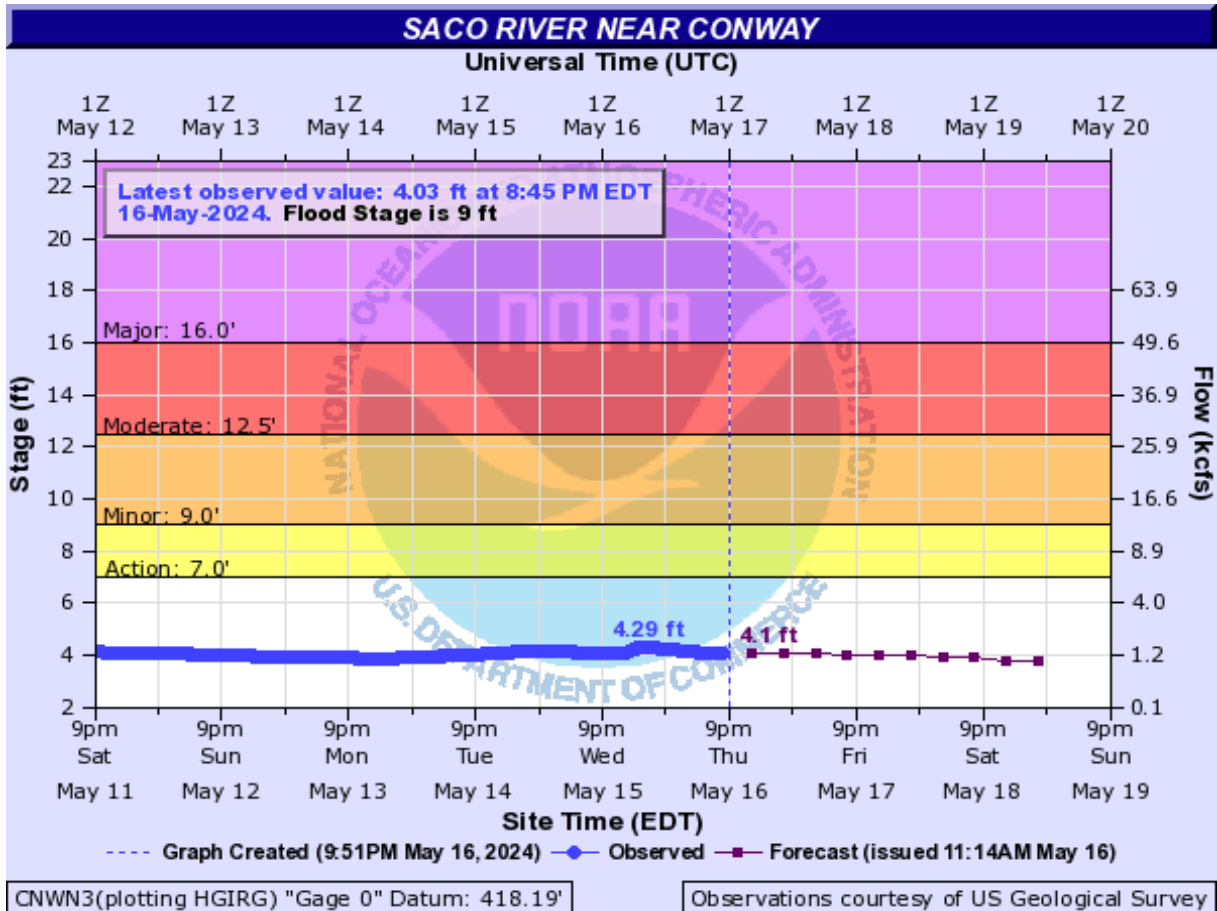 SACO RIVER NEAR CONWAY
Universal Time (UTC)
1Z 1Z 1Z 1Z 1Z 1Z 1Z 1Z 1Z
May 12 May 13 May 14 May 15 May 16 May 17 May 18 May 19 May 20
Latest observed value: 4.03 ft at 8:45 PM EDT
16-May-2024. Flood Stage is 9 ft
Stage (ft)
23
22
20
18
16
14
12
10
8
6
4
2
Major: 16.0'
Moderate: 12.5'
Minor: 9.0'
Action: 7.0'
NATIONAL OCEANIC AND ATMOSPHERIC ADMINISTRATION
NOAA
U.S. DEPARTMENT OF COMMERCE
4.29 ft
4.1 ft
63.9
49.6
36.9
25.9
16.6
8.9
4.0
1.2
0.1
Flow (kcfs)
9pm 9pm 9pm 9pm 9pm 9pm 9pm 9pm 9pm
Sat Sun Mon Tue Wed Thu Fri Sat Sun
May 11 May 12 May 13 May 14 May 15 May 16 May 17 May 18 May 19
Site Time (EDT)
Graph Created (9:51PM May 16, 2024) Observed Forecast (issued 11:14AM May 16)
CNWN3(plotting HGIRG) "Gage 0" Datum: 418.19'
Observations courtesy of US Geological Survey